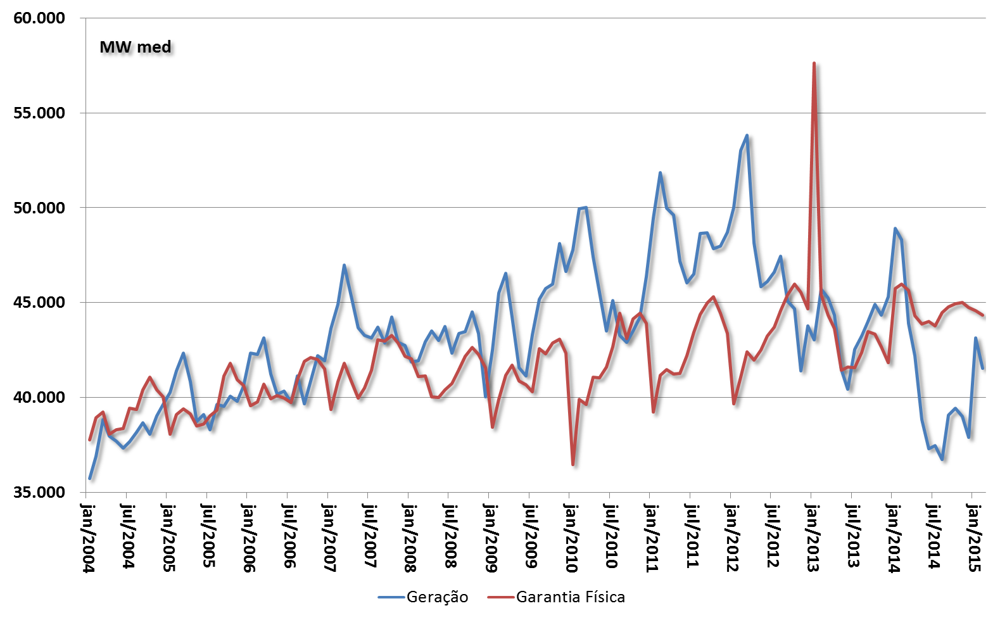 60.000
MW med
55.000
50.000
45.000
40.000
35.000
jan/2004
jul/2004
jan/2005
jul/2005
jan/2006
jul/2006
jan/2007
jul/2007
jan/2008
jul/2008
jan/2009
jul/2009
jan/2010
jul/2010
jan/2011
jul/2011
jan/2012
jul/2012
jan/2013
jul/2013
jan/2014
jul/2014
jan/2015
Geração
Garantia Física